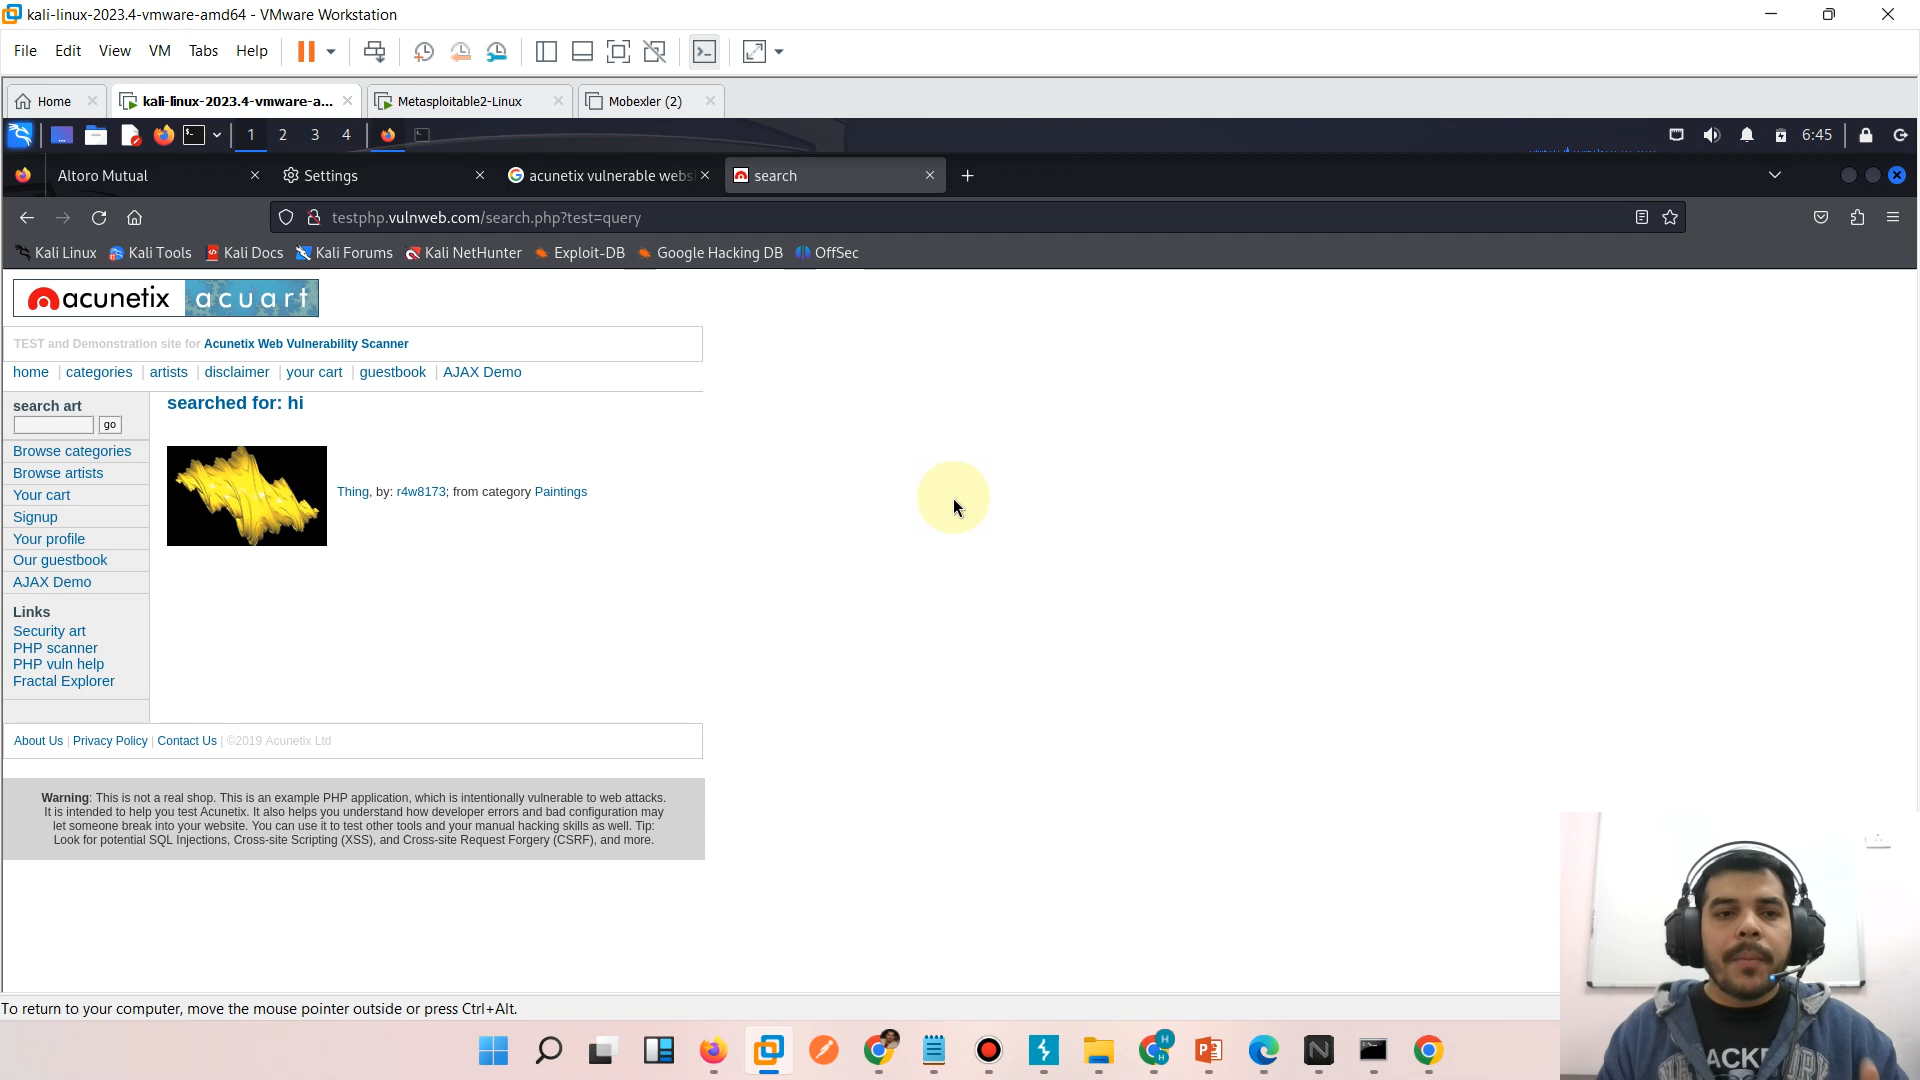 kali-linux-2023.4-vmware-amd64 - VMware Workstation
File Edit View VM Tabs Help
Home kali-linux-2023.4-vmware-a... Metasploitable2-Linux Mobexler (2)
1 2 3 4 6:45
Altoro Mutual Settings acunetix vulnerable websi search
testphp.vulnweb.com/search.php?test=query
Kali Linux Kali Tools Kali Docs Kali Forums Kali NetHunter Exploit-DB Google Hacking DB OffSec
acunetix acuart
TEST and Demonstration site for Acunetix Web Vulnerability Scanner
home categories artists disclaimer your cart guestbook AJAX Demo
search art
go
Browse categories
Browse artists
Your cart
Signup
Your profile
Our guestbook
AJAX Demo
Links
Security art
PHP scanner
PHP vuln help
Fractal Explorer
searched for: hi
Thing, by: r4w8173; from category Paintings
About Us | Privacy Policy | Contact Us | ©2019 Acunetix Ltd
Warning: This is not a real shop. This is an example PHP application, which is intentionally vulnerable to web attacks.
It is intended to help you test Acunetix. It also helps you understand how developer errors and bad configuration may
let someone break into your website. You can use it to test other tools and your manual hacking skills as well. Tip:
Look for potential SQL Injections, Cross-site Scripting (XSS), and Cross-site Request Forgery (CSRF), and more.
To return to your computer, move the mouse pointer outside or press Ctrl+Alt.